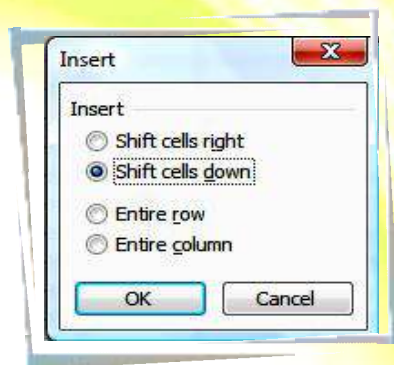 Insert
Insert
Shift cells right
Shift cells down
Entire row
Entire column
OK Cancel